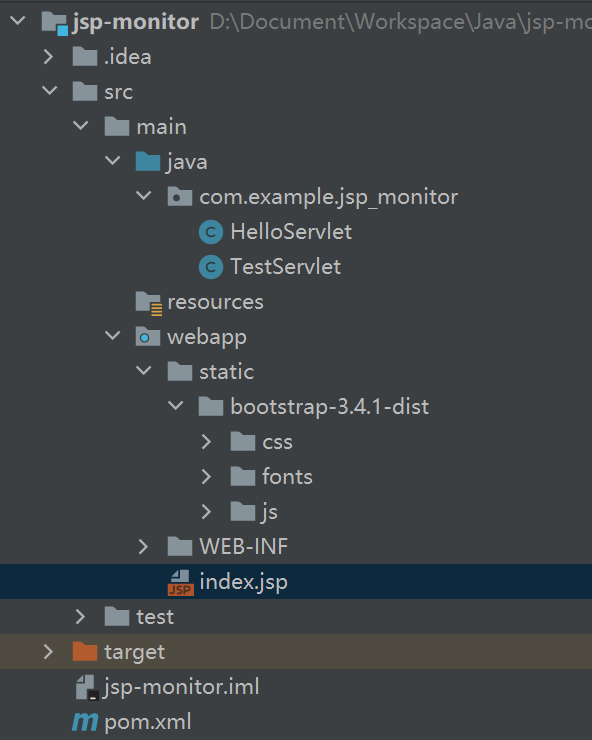 jsp-monitor D:\Document\Workspace\Java\jsp-mo
.idea
src
main
java
com.example.jsp_monitor
C HelloServlet
C TestServlet
resources
webapp
static
bootstrap-3.4.1-dist
css
fonts
js
WEB-INF
JSP index.jsp
test
target
jsp-monitor.iml
m pom.xml